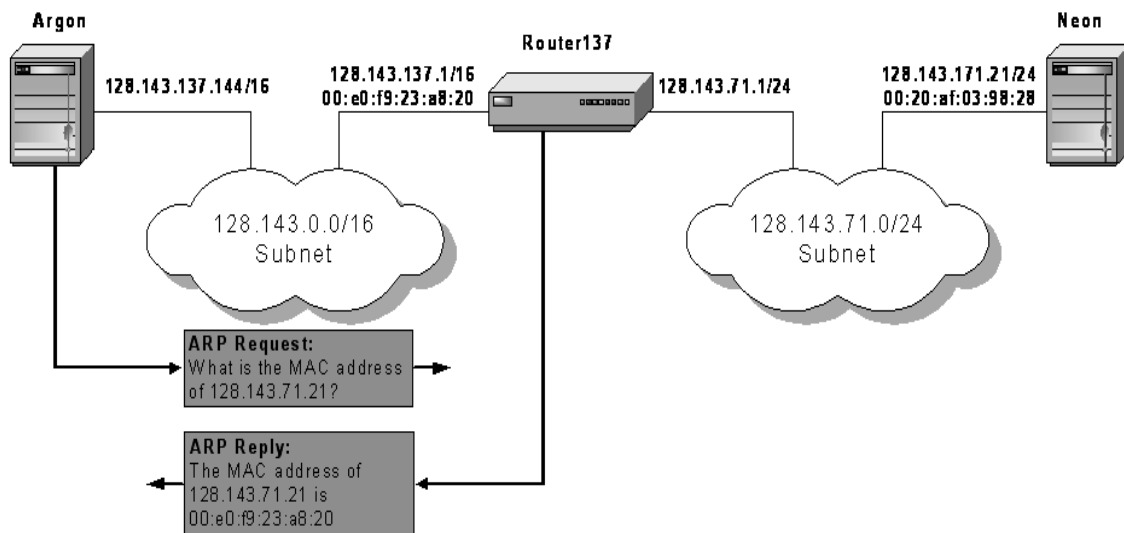 Argon
Neon
Router137
128.143.137.144/16
128.143.137.1/16
00:e0:f9:23:a8:20
128.143.71.1/24
128.143.171.21/24
00:20:af:03:98:28
128.143.0.0/16
Subnet
128.143.71.0/24
Subnet
ARP Request:
What is the MAC address
of 128.143.71.21?
ARP Reply:
The MAC address of
128.143.71.21 is
00:e0:f9:23:a8:20